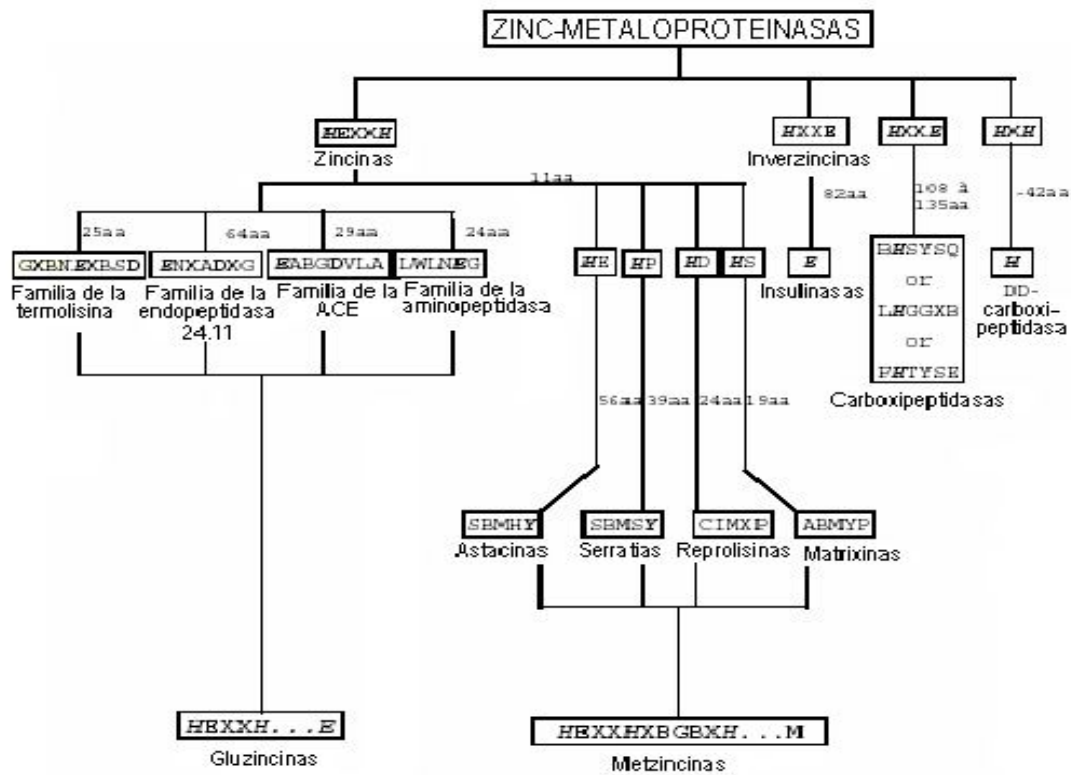 ZINC-METALOPROTEINASAS
HEXXH
HXXE
HXXE
HXH
Zincinas
Inverzincinas
11aa
82aa
108 à
135aa
-42aa
25aa
64aa
29aa
24aa
GXBNEXBSD
ENXADXG
EABGDVLA
LWLNEG
HE
HP
HD
HS
E
BHSYSQ
or
LHGGXB
or
FHTYSE
H
Familia de la
termolisina
Familia de la
endopeptidasa
24.11
Familia de la
ACE
Familia de la
aminopeptidasa
Insulinasas
DD-
carboxi-
peptidasa
Carboxipeptidasas
56aa
39aa
24aa
19aa
SBMHY
SBMSY
CIMXP
ABMYP
Astacinas
Serratias
Reprolisinas
Matrixinas
HEXXH...E
HEXXHXBGBXH...M
Gluzincinas
Metzincinas